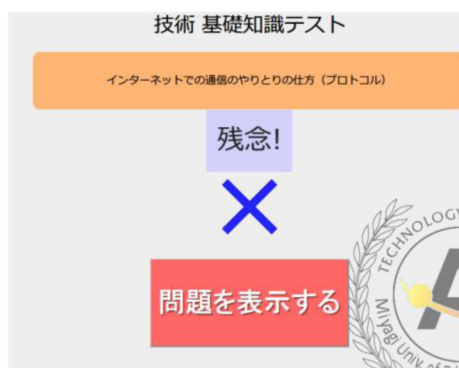 技術 基礎知識テスト
インターネットでの通信のやりとりの仕方（プロトコル）
残念!
×
問題を表示する
TECHNOLOG
Miyagi Univ. of